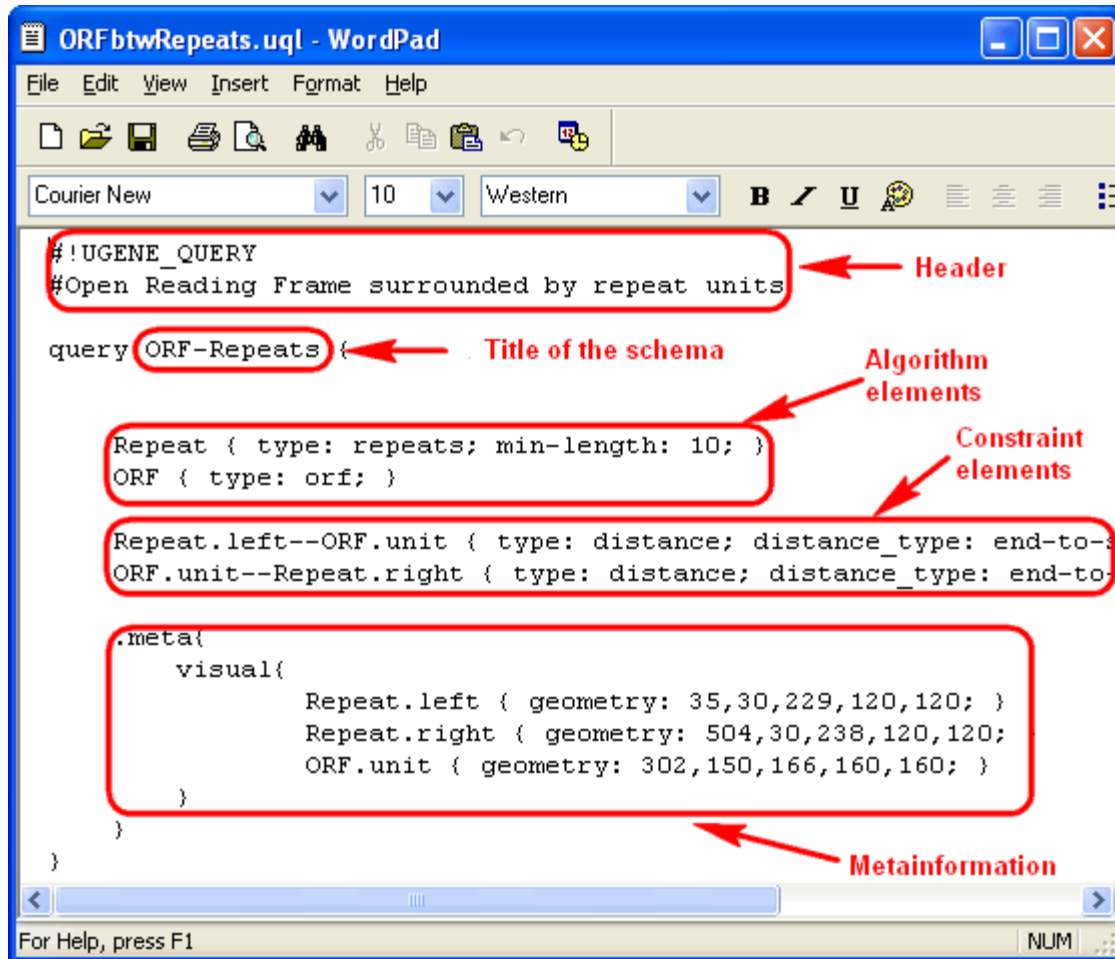 ORFbtwRepeats.uql - WordPad
File Edit View Insert Format Help
Courier New 10 Western B I U
#!UGENE_QUERY
#Open Reading Frame surrounded by repeat units
Header
query ORF-Repeats {
Title of the schema
Algorithm
elements
Repeat { type: repeats; min-length: 10; }
ORF { type: orf; }
Constraint
elements
Repeat.left--ORF.unit { type: distance; distance_type: end-to-s
ORF.unit--Repeat.right { type: distance; distance_type: end-to-
.meta{
visual{
Repeat.left { geometry: 35,30,229,120,120; }
Repeat.right { geometry: 504,30,238,120,120;
ORF.unit { geometry: 302,150,166,160,160; }
}
}
}
Metainformation
For Help, press F1
NUM